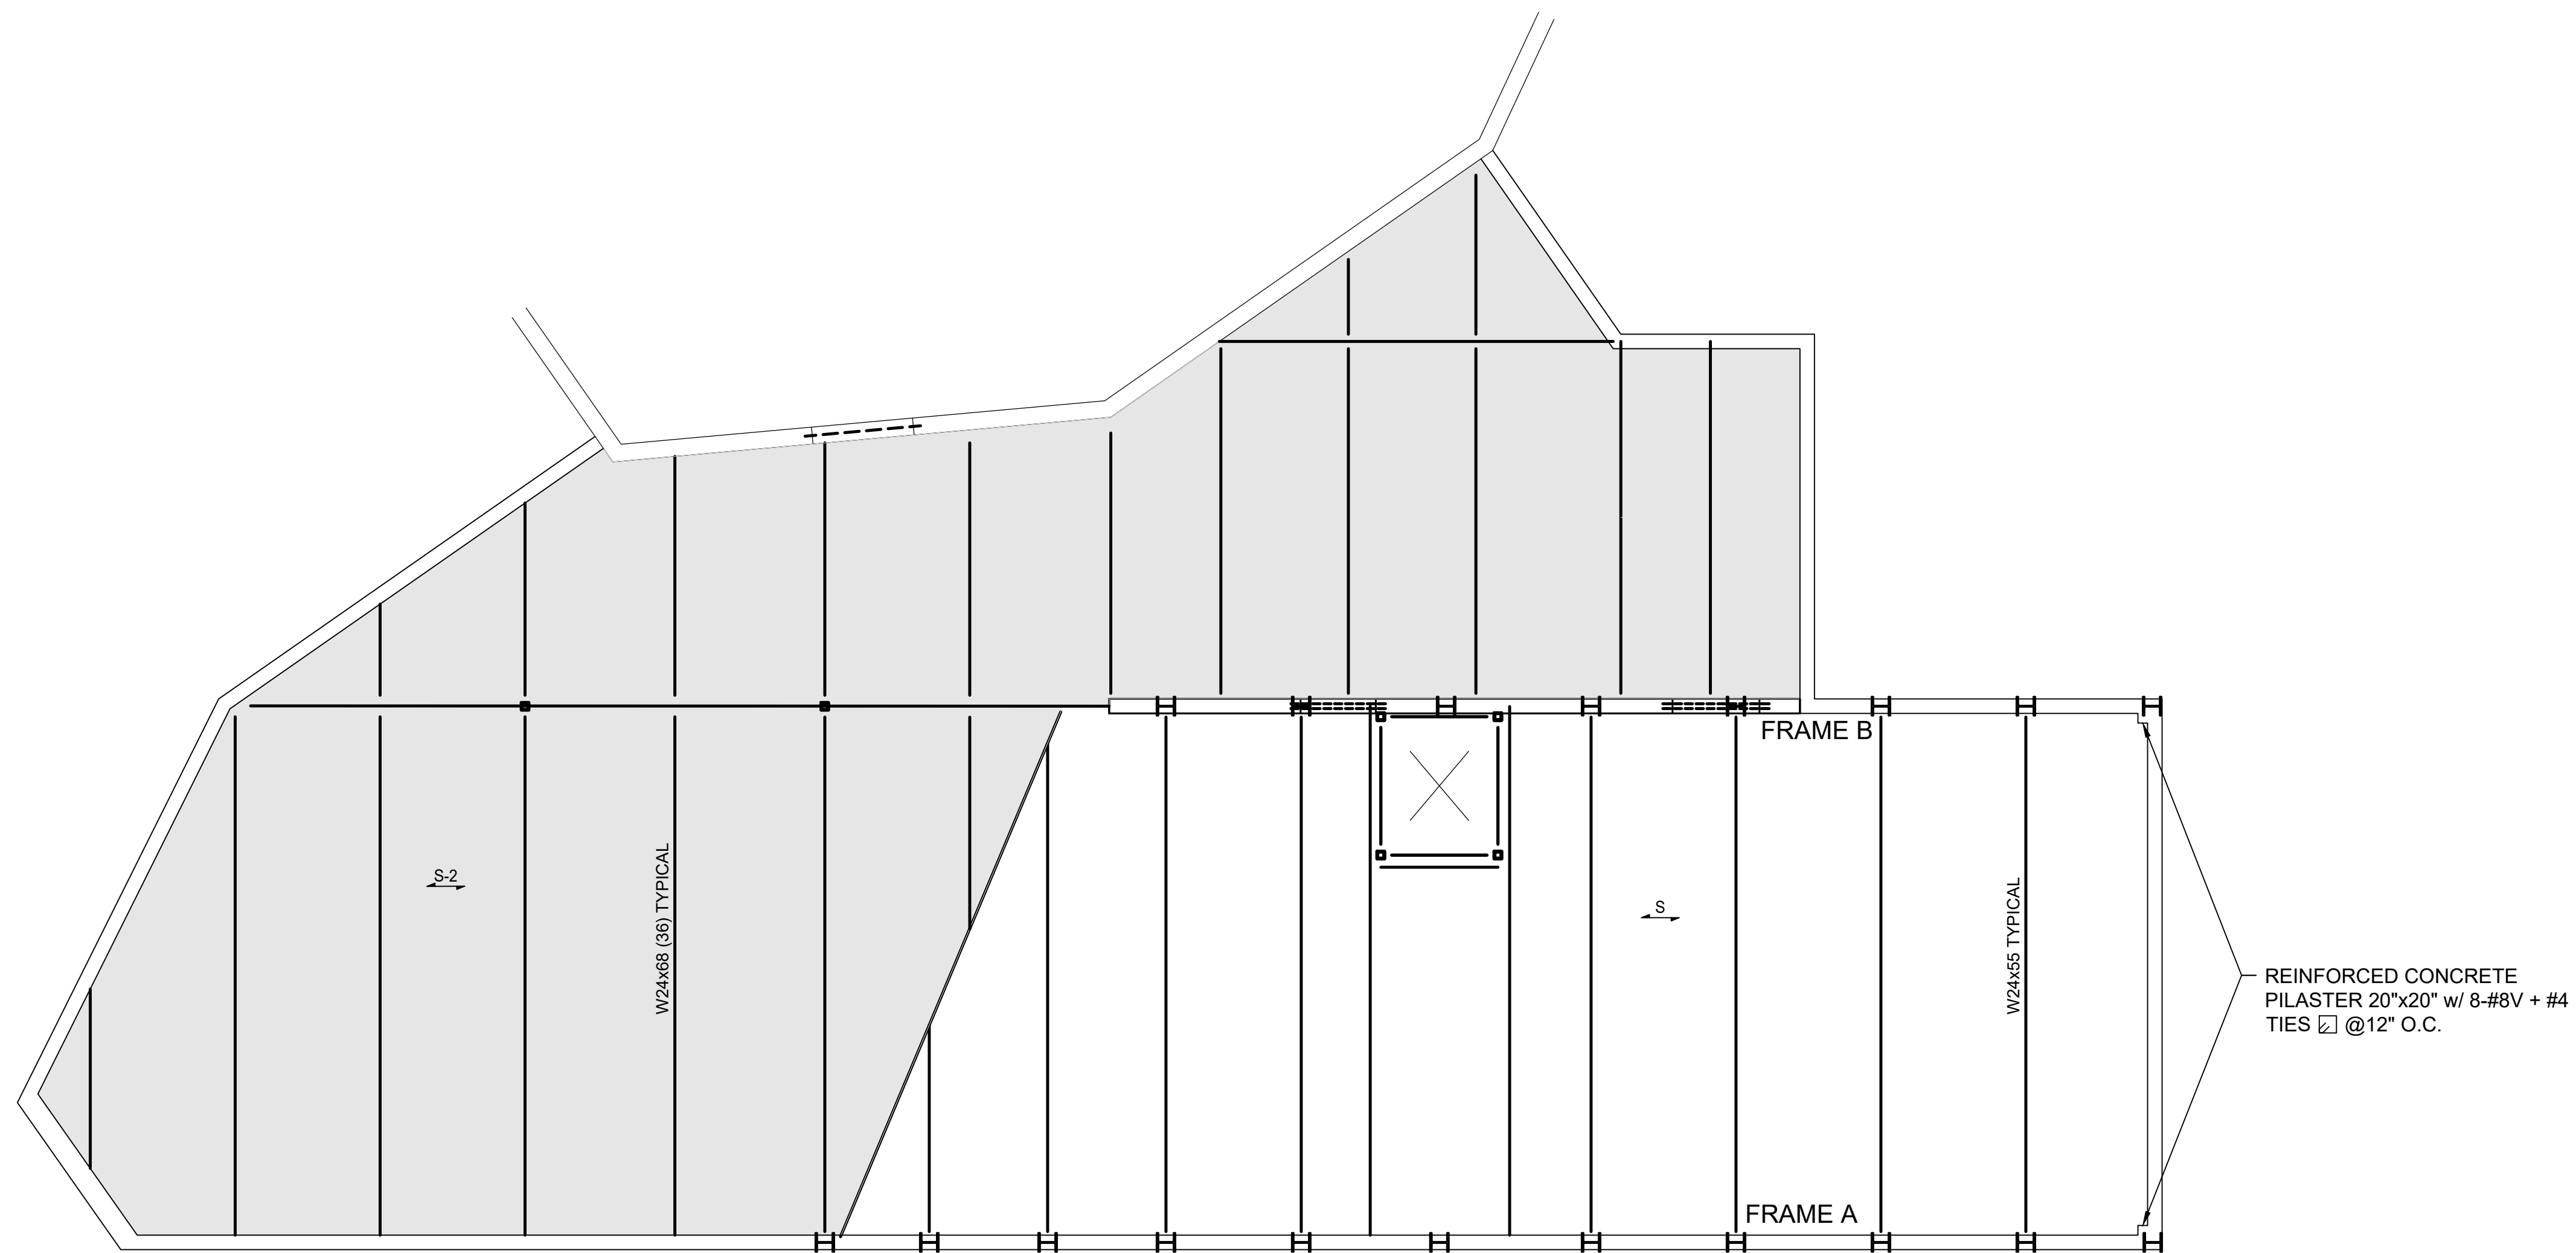 FRAME B
S-2
W24x68 (36) TYPICAL
S
W24x55 TYPICAL
REINFORCED CONCRETE
PILASTER 20"x20" w/ 8-#8V + #4
TIES @12" O.C.
FRAME A